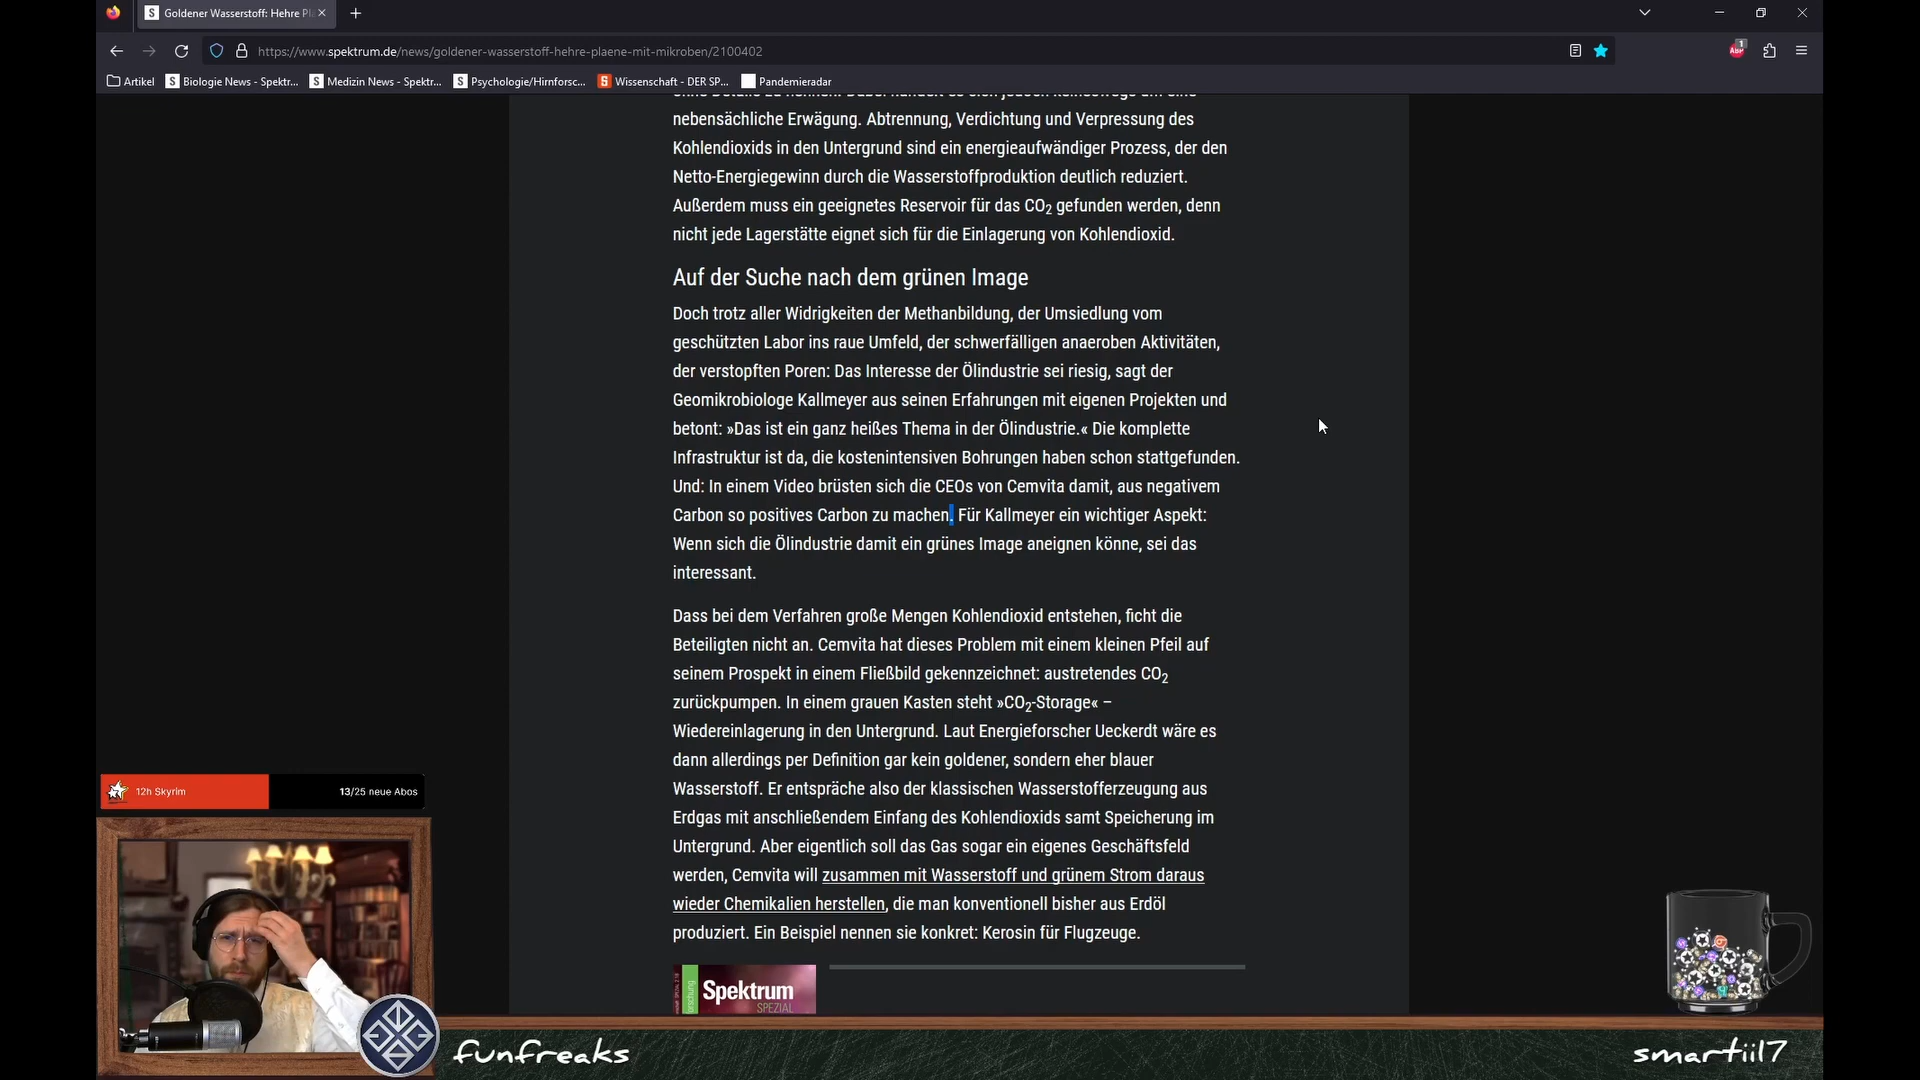 Goldener Wasserstoff: Hehre Pl
https://www.spektrum.de/news/goldener-wasserstoff-hehre-plaene-mit-mikroben/2100402
Artikel
Biologie News - Spektr...
Medizin News - Spektr...
Psychologie/Hirnforsc...
Wissenschaft - DER SP...
Pandemieradar
ABP
1
nebensächliche Erwägung. Abtrennung, Verdichtung und Verpressung des
Kohlendioxids in den Untergrund sind ein energieaufwändiger Prozess, der den
Netto-Energiegewinn durch die Wasserstoffproduktion deutlich reduziert.
Außerdem muss ein geeignetes Reservoir für das CO₂ gefunden werden, denn
nicht jede Lagerstätte eignet sich für die Einlagerung von Kohlendioxid.
Auf der Suche nach dem grünen Image
Doch trotz aller Widrigkeiten der Methanbildung, der Umsiedlung vom
geschützten Labor ins raue Umfeld, der schwerfälligen anaeroben Aktivitäten,
der verstopften Poren: Das Interesse der Ölindustrie sei riesig, sagt der
Geomikrobiologe Kallmeyer aus seinen Erfahrungen mit eigenen Projekten und
betont: »Das ist ein ganz heißes Thema in der Ölindustrie.« Die komplette
Infrastruktur ist da, die kostenintensiven Bohrungen haben schon stattgefunden.
Und: In einem Video brüsten sich die CEOs von Cemvita damit, aus negativem
Carbon so positives Carbon zu machen. Für Kallmeyer ein wichtiger Aspekt:
Wenn sich die Ölindustrie damit ein grünes Image aneignen könne, sei das
interessant.
Dass bei dem Verfahren große Mengen Kohlendioxid entstehen, ficht die
Beteiligten nicht an. Cemvita hat dieses Problem mit einem kleinen Pfeil auf
seinem Prospekt in einem Fließbild gekennzeichnet: austretendes CO₂
zurückpumpen. In einem grauen Kasten steht »CO₂-Storage« –
Wiedereinlagerung in den Untergrund. Laut Energieforscher Ueckerdt wäre es
dann allerdings per Definition gar kein goldener, sondern eher blauer
Wasserstoff. Er entspräche also der klassischen Wasserstofferzeugung aus
Erdgas mit anschließendem Einfang des Kohlendioxids samt Speicherung im
Untergrund. Aber eigentlich soll das Gas sogar ein eigenes Geschäftsfeld
werden, Cemvita will zusammen mit Wasserstoff und grünem Strom daraus
wieder Chemikalien herstellen, die man konventionell bisher aus Erdöl
produziert. Ein Beispiel nennen sie konkret: Kerosin für Flugzeuge.
Spektrum
SPEZIAL
12h Skyrim
13/25 neue Abos
funfreaks
smartii17